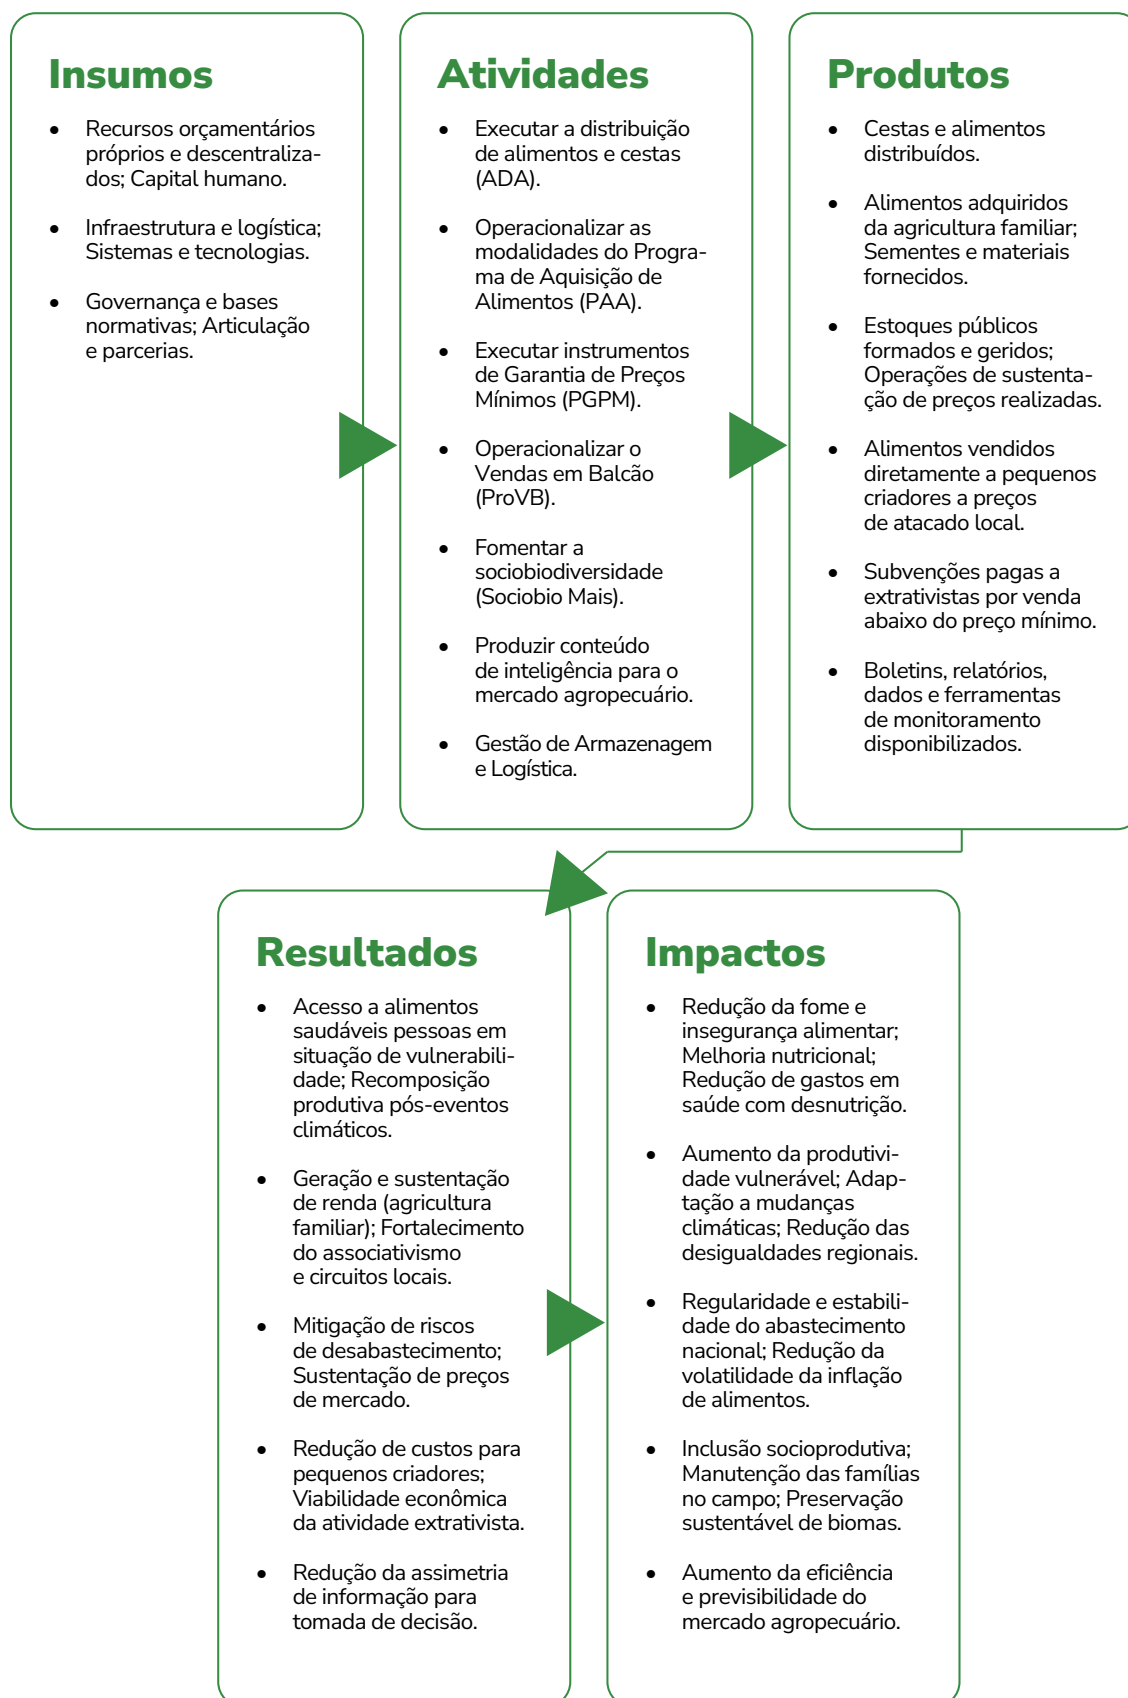 Insumos
• Recursos orçamentários
próprios e descentraliza-
dos; Capital humano.
• Infraestrutura e logística;
Sistemas e tecnologias.
• Governança e bases
normativas; Articulação
e parcerias.
Atividades
• Executar a distribuição
de alimentos e cestas
(ADA).
• Operacionalizar as
modalidades do Progra-
ma de Aquisição de
Alimentos (PAA).
• Executar instrumentos
de Garantia de Preços
Mínimos (PGPM).
• Operacionalizar o
Vendas em Balcão
(ProVB).
• Fomentar a
sociobiodiversidade
(Sociobio Mais).
• Produzir conteúdo
de inteligência para o
mercado agropecuário.
• Gestão de Armazenagem
e Logística.
Produtos
• Cestas e alimentos
distribuídos.
• Alimentos adquiridos
da agricultura familiar;
Sementes e materiais
fornecidos.
• Estoques públicos
formados e geridos;
Operações de sustenta-
ção de preços realizadas.
• Alimentos vendidos
diretamente a pequenos
criadores a preços
de atacado local.
• Subvenções pagas a
extrativistas por venda
abaixo do preço mínimo.
• Boletins, relatórios,
dados e ferramentas
de monitoramento
disponibilizados.
Resultados
• Acesso a alimentos
saudáveis pessoas em
situação de vulnerabili-
dade; Recomposição
produtiva pós-eventos
climáticos.
• Geração e sustentação
de renda (agricultura
familiar); Fortalecimento
do associativismo
e circuitos locais.
• Mitigação de riscos
de desabastecimento;
Sustentação de preços
de mercado.
• Redução de custos para
pequenos criadores;
Viabilidade econômica
da atividade extrativista.
• Redução da assimetria
de informação para
tomada de decisão.
Impactos
• Redução da fome e
insegurança alimentar;
Melhoria nutricional;
Redução de gastos em
saúde com desnutrição.
• Aumento da produtivi-
dade vulnerável; Adap-
tação a mudanças
climáticas; Redução das
desigualdades regionais.
• Regularidade e estabili-
dade do abastecimento
nacional; Redução da
volatilidade da inflação
de alimentos.
• Inclusão socioprodutiva;
Manutenção das famílias
no campo; Preservação
sustentável de biomas.
• Aumento da eficiência
e previsibilidade do
mercado agropecuário.